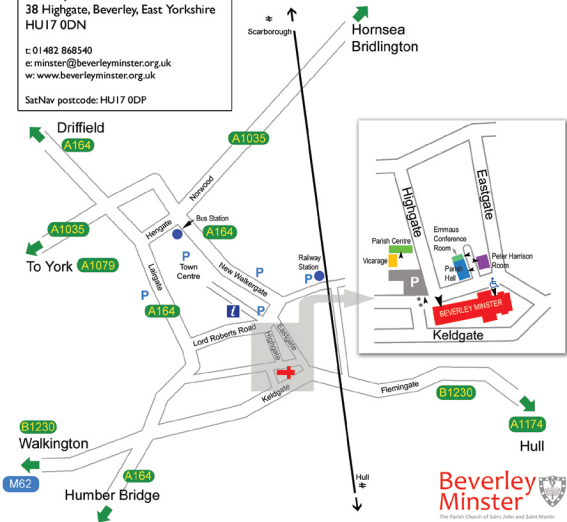 38 Highgate, Beverley, East Yorkshire
HU17 0DN
t: 01482 868540
e: minster@beverleyminster.org.uk
w: www.beverleyminster.org.uk
SatNav postcode: HU17 0DP
Scarborough
Hornsea
Bridlington
Driffield
A164
A1035
Norwood
A1035
To York
A1079
Hengate
Bus Station
A164
P
Town
Centre
Lairgate
P
A164
New Walkergate
P
Railway
Station
P
i
P
Lord Roberts Road
Eastgate
Highgate
Keldgate
Flemingate
B1230
A1174
Hull
B1230
Walkington
M62
A164
Humber Bridge
Hull
Highgate
Eastgate
Parish Centre
Vicarage
P
Emmaus
Conference
Room
Parish
Hall
Peter Harrison
Room
BEVERLEY MINSTER
Keldgate
Beverley
Minster
The Parish Church of Saint John and Saint Martin